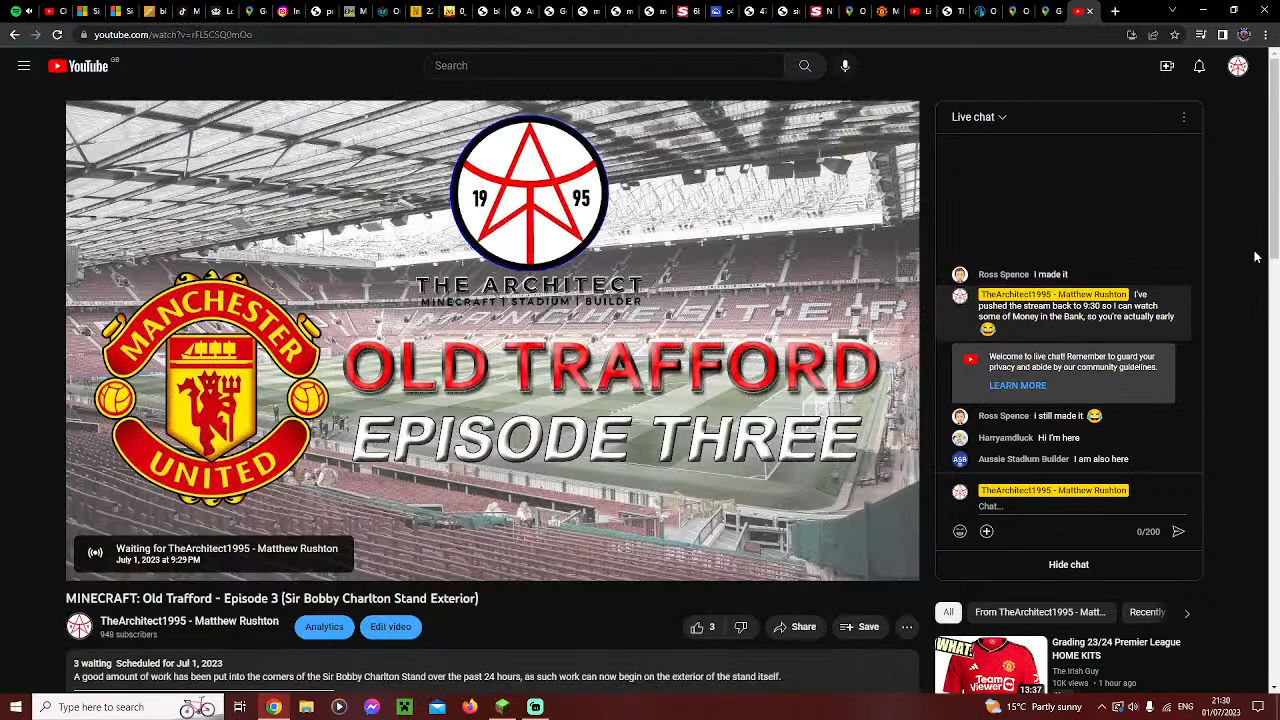 youtube.com/watch?v=rFL5CSQ0mOo
YouTube GB
Search
19 95
THE ARCHITECT
MINECRAFT | STADIUM | BUILDER
MANCHESTER
UNITED
OLD TRAFFORD
EPISODE THREE
Waiting for TheArchitect1995 - Matthew Rushton
July 1, 2023 at 9:29 PM
Live chat
Ross Spence I made it
TheArchitect1995 - Matthew Rushton I've
pushed the stream back to 9:30 so I can watch
some of Money in the Bank, so you're actually early
😂
Welcome to live chat! Remember to guard your
privacy and abide by our community guidelines.
LEARN MORE
Ross Spence i still made it 😂
Harryamdluck Hi I'm here
ASB Aussie Stadium Builder I am also here
TheArchitect1995 - Matthew Rushton
Chat...
0/200
Hide chat
MINECRAFT: Old Trafford - Episode 3 (Sir Bobby Charlton Stand Exterior)
TheArchitect1995 - Matthew Rushton
948 subscribers
Analytics
Edit video
3
Share
Save
3 waiting Scheduled for Jul 1, 2023
A good amount of work has been put into the corners of the Sir Bobby Charlton Stand over the past 24 hours, as such work can now begin on the exterior of the stand itself.
All
From TheArchitect1995 - Matt...
Recently
WHAT!
TeamViewer
13:37
Grading 23/24 Premier League
HOME KITS
The Irish Guy
10K views • 1 hour ago
Type here to search
15°C Partly sunny
ENG
21:30
01/07/2023